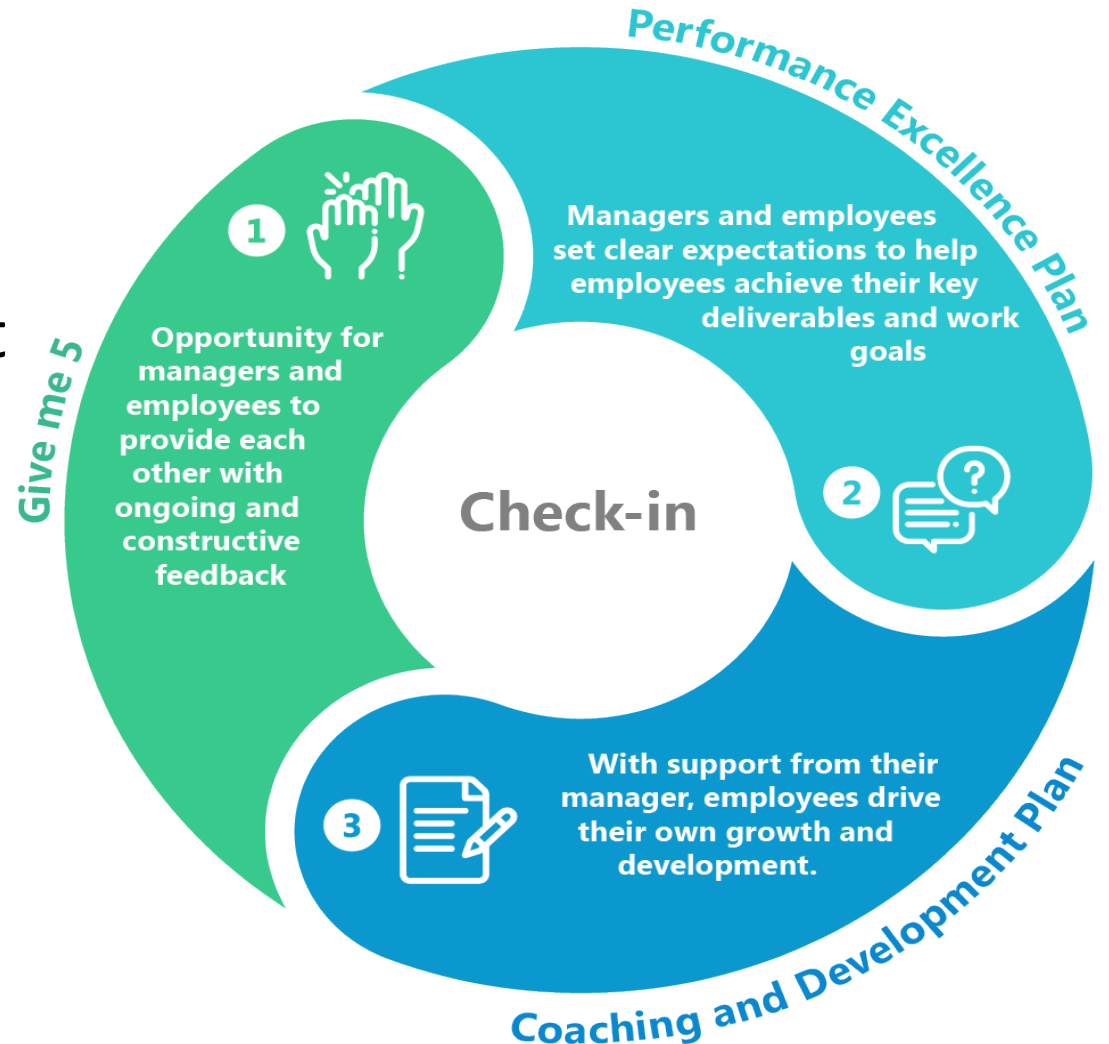 Give me 5
1
Opportunity for
managers and
employees to
provide each
other with
ongoing and
constructive
feedback
Performance Excellence Plan
Managers and employees
set clear expectations to help
employees achieve their key
deliverables and work
goals
2
?
Check-in
3
With support from their
manager, employees drive
their own growth and
development.
Coaching and Development Plan